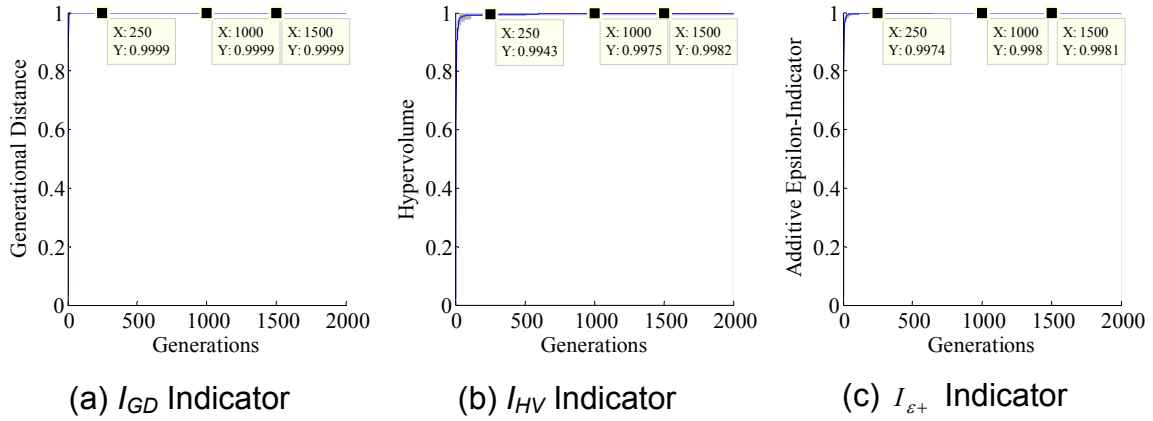 Generational Distance
1
0.8
0.6
0.4
0.2
0
X: 250
Y: 0.9999
X: 1000
Y: 0.9999
X: 1500
Y: 0.9999
0 500 1000 1500 2000
Generations
(a) I_GD Indicator
Hypervolume
1
0.8
0.6
0.4
0.2
0
X: 250
Y: 0.9943
X: 1000
Y: 0.9975
X: 1500
Y: 0.9982
0 500 1000 1500 2000
Generations
(b) I_HV Indicator
Additive Epsilon-Indicator
1
0.8
0.6
0.4
0.2
0
X: 250
Y: 0.9974
X: 1000
Y: 0.998
X: 1500
Y: 0.9981
0 500 1000 1500 2000
Generations
(c) I_ε+ Indicator